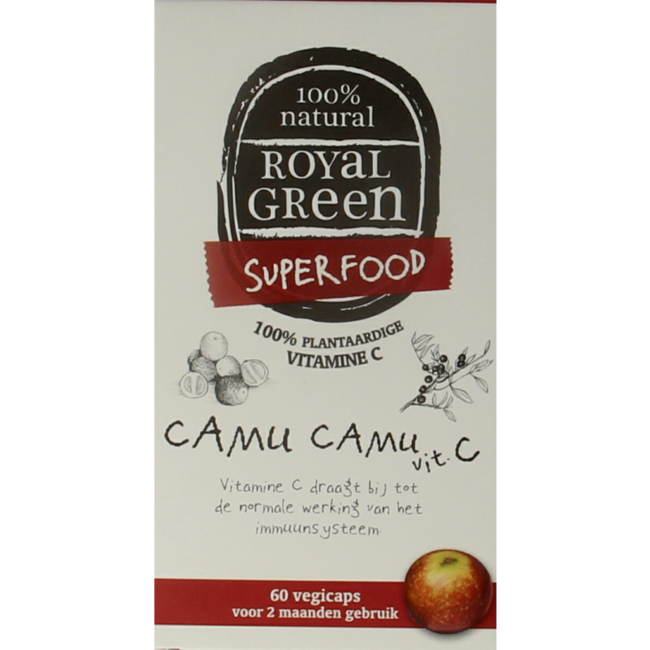 100%
natural
ROYaL
GReen
SUPERFOOD
100% PLANTAARDIGE
VITAMINE C
CAMU CAMU vit. C
Vitamine C draagt bij tot
de normale werking van het
immuunsysteem
60 vegicaps
voor 2 maanden gebruik